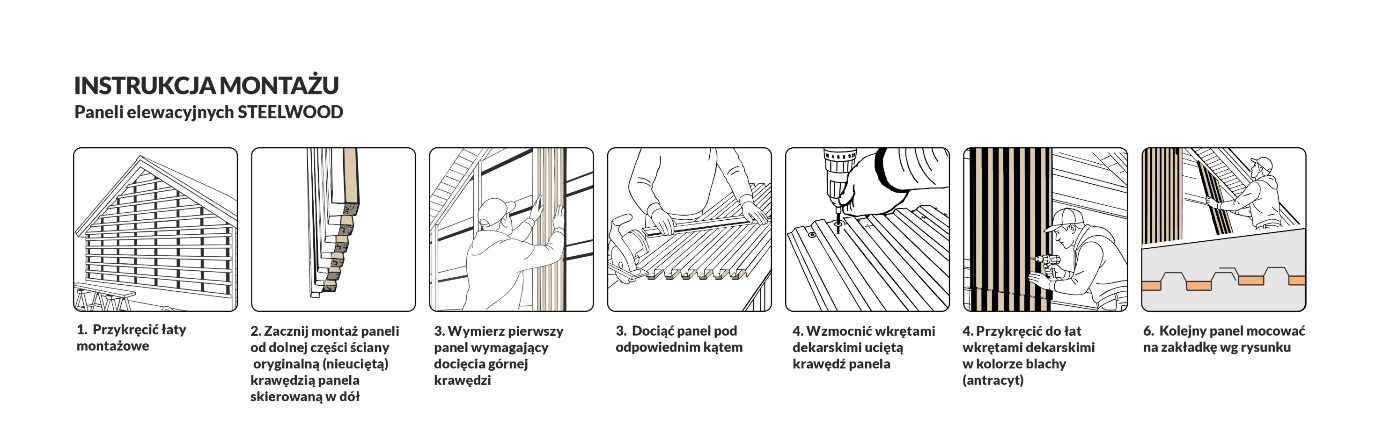 INSTRUKCJA MONTAŻU
Paneli elewacyjnych STEELWOOD
1. Przykręcić łaty
montażowe
2. Zacznij montaż paneli
od dolnej części ściany
oryginalną (nieuciętą)
krawędzią panela
skierowaną w dół
3. Wymierz pierwszy
panel wymagający
docięcia górnej
krawędzi
3. Dociąć panel pod
odpowiednim kątem
4. Wzmocnić wkrętami
dekarskimi uciętą
krawędź panela
4. Przykręcić do łat
wkrętami dekarskimi
w kolorze blachy
(antracyt)
6. Kolejny panel mocować
na zakładkę wg rysunku